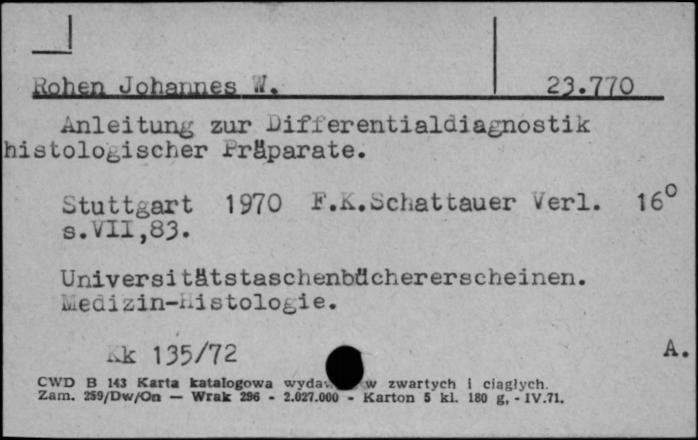 Rohen Johannes W. 23.770
Anleitung zur Differentialdiagnostik
histologischer Präparate.
Stuttgart 1970 F.K.Schattauer Verl. 16°
s.VII,83.
Universitätstaschenbüchererscheinen.
Medizin-Histologie.
Kk 135/72 A.
CWD B 143 Karta katalogowa w zwartych i ciągłych.
Zam. 259/Dw/On — Wrak 296 - 2.027.000 - Karton 5 kl. 180 g, - IV.71.